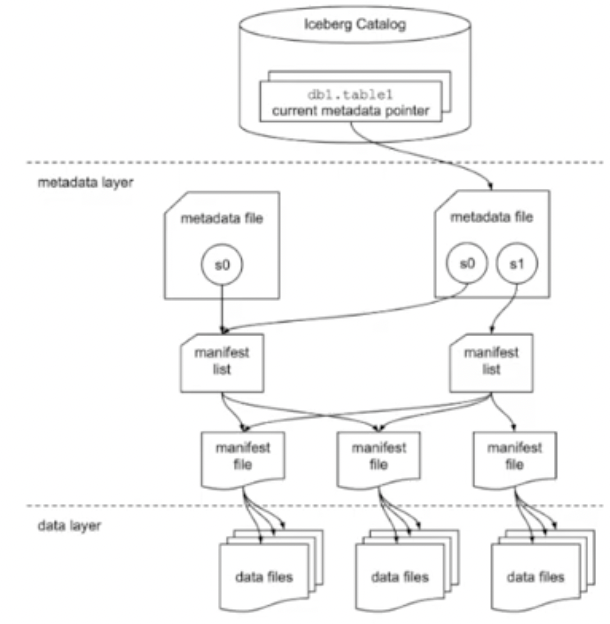 Iceberg Catalog
db1.table1
current metadata pointer
metadata layer
metadata file
s0
metadata file
s0
s1
manifest
list
manifest
list
manifest
file
manifest
file
manifest
file
data layer
data files
data files
data files